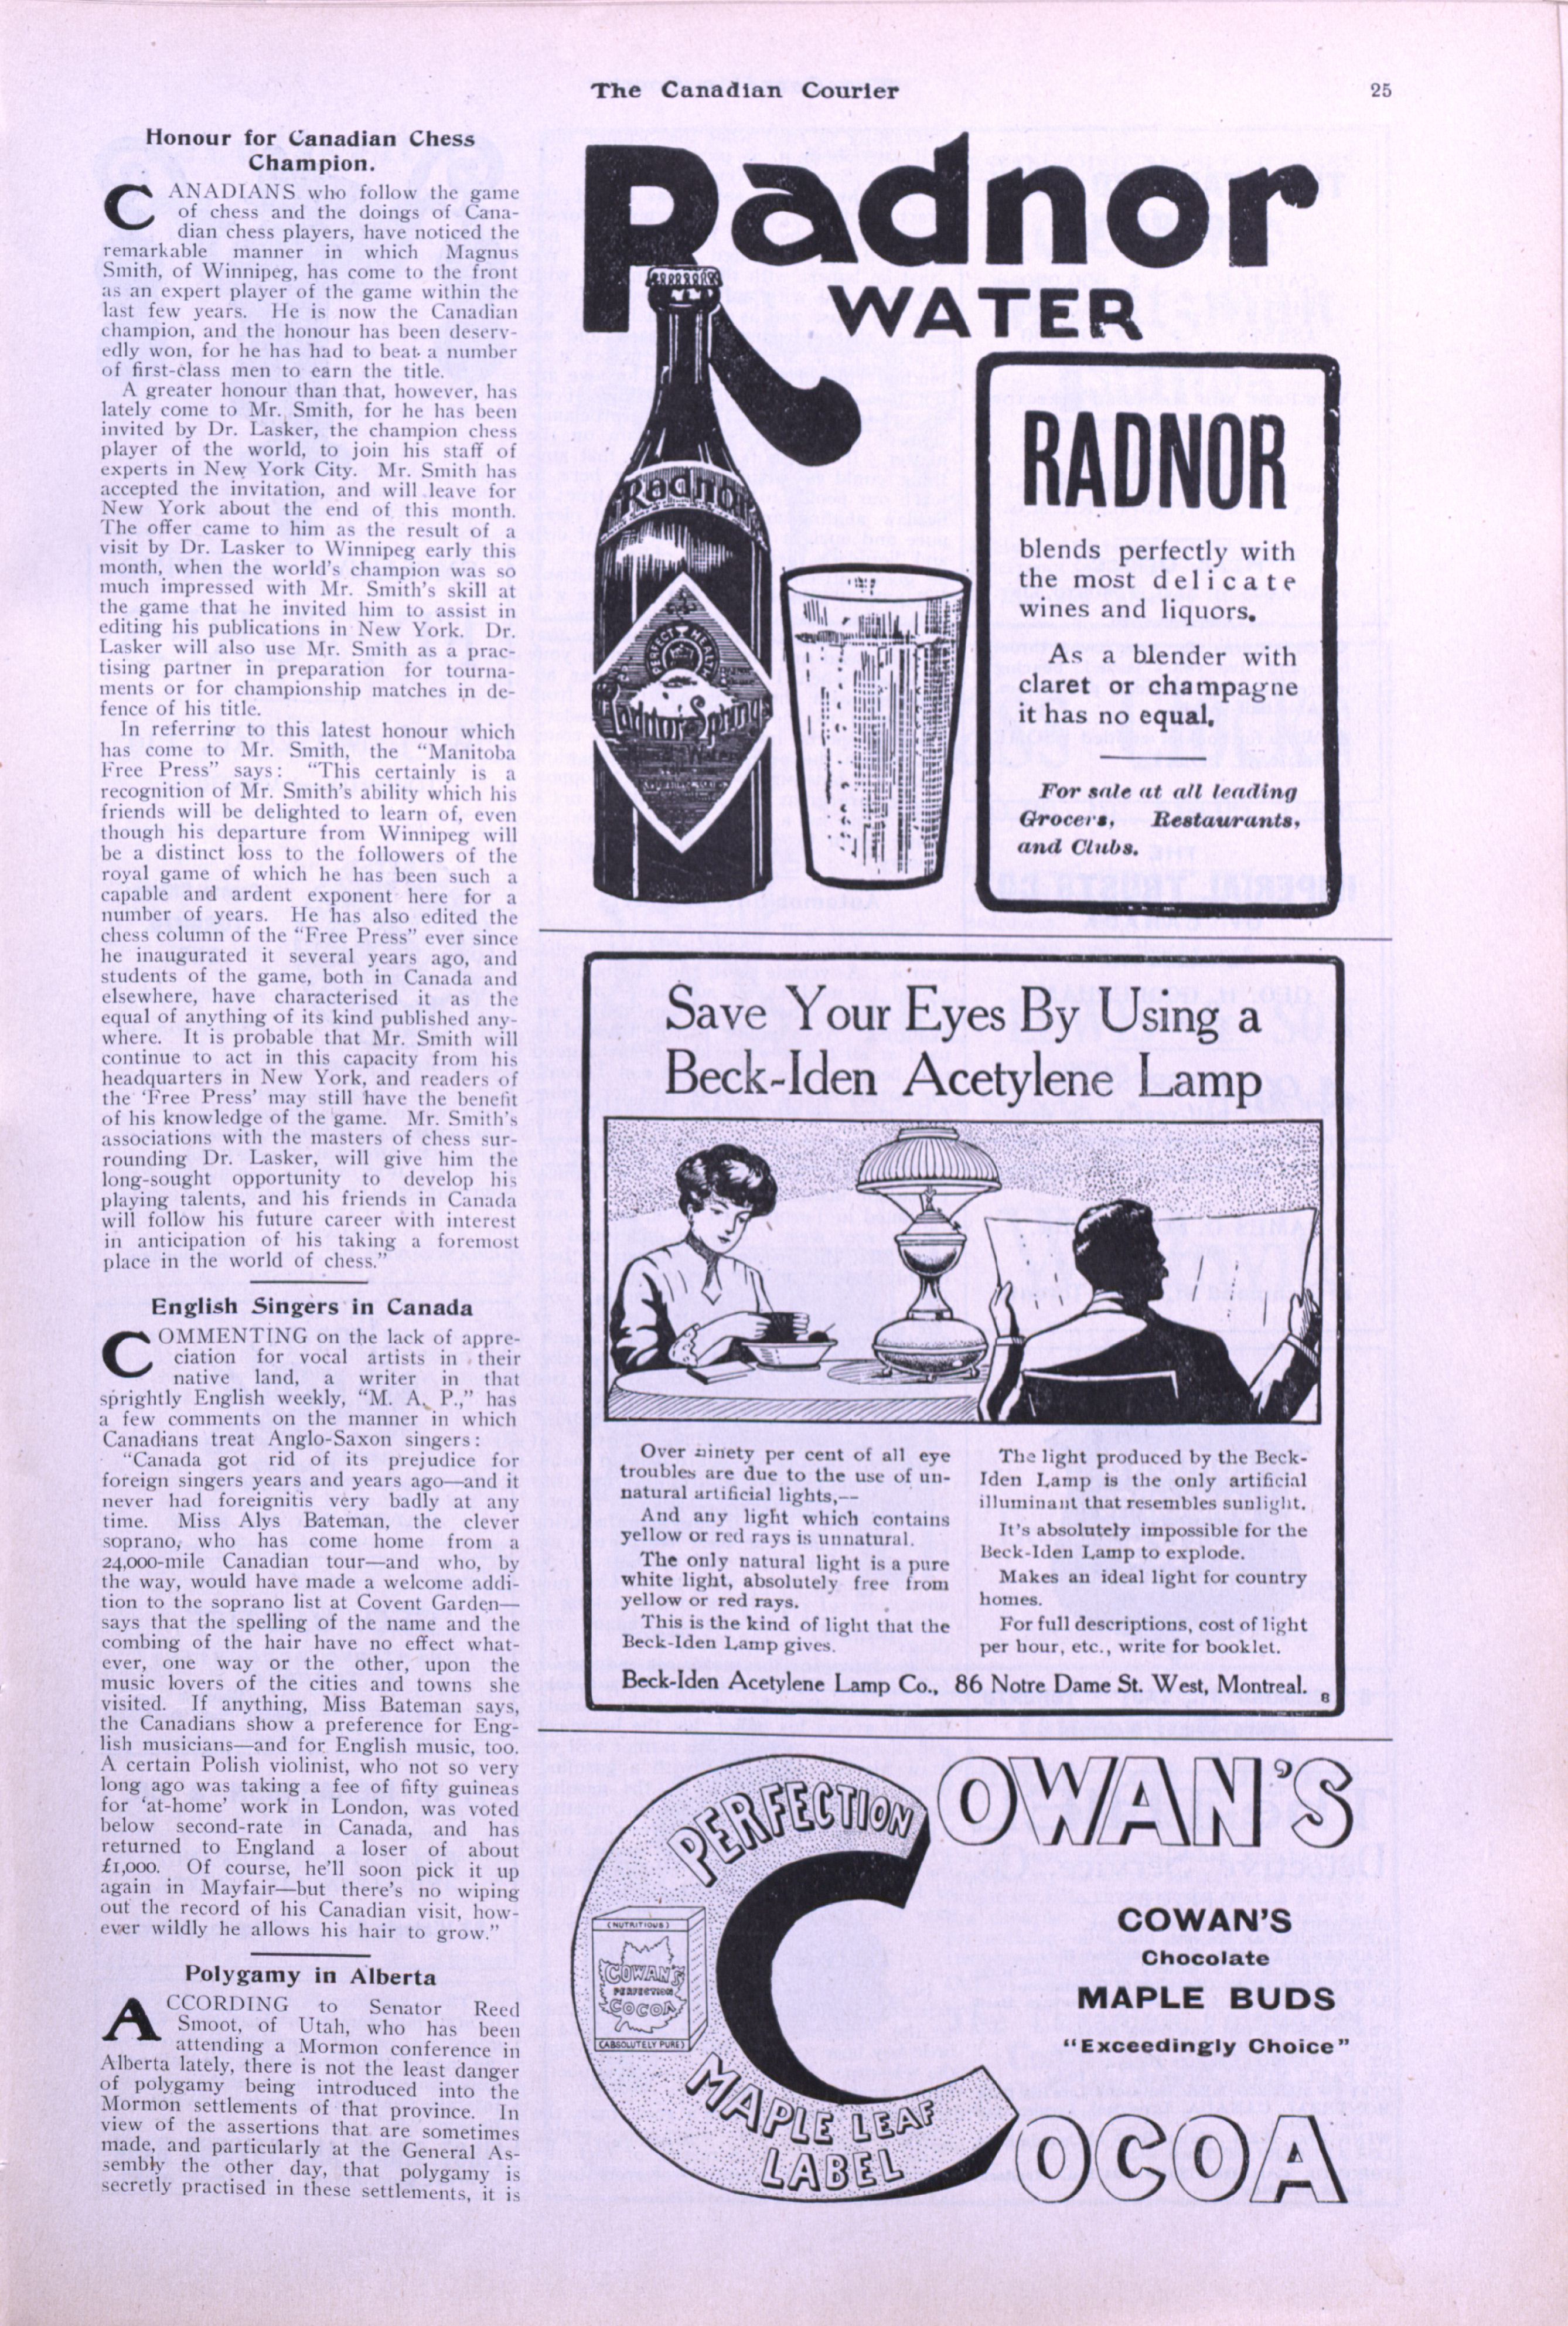 The Canadian Courier
25
Honour for Canadian Chess
Champion.
CANADIANS who follow the game
of chess and the doings of Cana-
dian chess players, have noticed the
remarkable manner in which Magnus
Smith, of Winnipeg, has come to the front
as an expert player of the game within the
last few years. He is now the Canadian
champion, and the honour has been deserv-
edly won, for he has had to beat a number
of first-class men to earn the title.
A greater honour than that, however, has
lately come to Mr. Smith, for he has been
invited by Dr. Lasker, the champion chess
player of the world, to join his staff of
experts in New York City. Mr. Smith has
accepted the invitation, and will leave for
New York about the end of this month.
The offer came to him as the result of a
visit by Dr. Lasker to Winnipeg early this
month, when the world's champion was so
much impressed with Mr. Smith's skill at
the game that he invited him to assist in
editing his publications in New York. Dr.
Lasker will also use Mr. Smith as a prac-
tising partner in preparation for tourna-
ments or for championship matches in de-
fence of his title.
In referring to this latest honour which
has come to Mr. Smith, the "Manitoba
Free Press" says: "This certainly is a
recognition of Mr. Smith's ability which his
friends will be delighted to learn of, even
though his departure from Winnipeg will
be a distinct loss to the followers of the
royal game of which he has been such a
capable and ardent exponent here for a
number of years. He has also edited the
chess column of the "Free Press" ever since
he inaugurated it several years ago, and
students of the game, both in Canada and
elsewhere, have characterised it as the
equal of anything of its kind published any-
where. It is probable that Mr. Smith will
continue to act in this capacity from his
headquarters in New York, and readers of
the 'Free Press' may still have the benefit
of his knowledge of the game. Mr. Smith's
associations with the masters of chess sur-
rounding Dr. Lasker, will give him the
long-sought opportunity to develop his
playing talents, and his friends in Canada
will follow his future career with interest
in anticipation of his taking a foremost
place in the world of chess."
English Singers in Canada
COMMENTING on the lack of appre-
ciation for vocal artists in their
native land, a writer in that
sprightly English weekly, "M. A. P.," has
a few comments on the manner in which
Canadians treat Anglo-Saxon singers:
"Canada got rid of its prejudice for
foreign singers years and years ago—and it
never had foreignitis very badly at any
time. Miss Alys Bateman, the clever
soprano, who has come home from a
24,000-mile Canadian tour—and who, by
the way, would have made a welcome addi-
tion to the soprano list at Covent Garden—
says that the spelling of the name and the
combing of the hair have no effect what-
ever, one way or the other, upon the
music lovers of the cities and towns she
visited. If anything, Miss Bateman says,
the Canadians show a preference for Eng-
lish musicians—and for English music, too.
A certain Polish violinist, who not so very
long ago was taking a fee of fifty guineas
for 'at-home' work in London, was voted
below second-rate in Canada, and has
returned to England a loser of about
£1,000. Of course, he'll soon pick it up
again in Mayfair—but there's no wiping
out the record of his Canadian visit, how-
ever wildly he allows his hair to grow."
Polygamy in Alberta
ACCORDING to Senator Reed
Smoot, of Utah, who has been
attending a Mormon conference in
Alberta lately, there is not the least danger
of polygamy being introduced into the
Mormon settlements of that province. In
view of the assertions that are sometimes
made, and particularly at the General As-
sembly the other day, that polygamy is
secretly practised in these settlements, it is
Radnor
WATER
Radnor
PERFECT HEALTH
Radnor Springs
Water
RADNOR
blends perfectly with
the most delicate
wines and liquors.
As a blender with
claret or champagne
it has no equal.
For sale at all leading
Grocers, Restaurants,
and Clubs.
Save Your Eyes By Using a
Beck-Iden Acetylene Lamp
Over ninety per cent of all eye
troubles are due to the use of un-
natural artificial lights,--
And any light which contains
yellow or red rays is unnatural.
The only natural light is a pure
white light, absolutely free from
yellow or red rays.
This is the kind of light that the
Beck-Iden Lamp gives.
The light produced by the Beck-
Iden Lamp is the only artificial
illuminant that resembles sunlight.
It's absolutely impossible for the
Beck-Iden Lamp to explode.
Makes an ideal light for country
homes.
For full descriptions, cost of light
per hour, etc., write for booklet.
Beck-Iden Acetylene Lamp Co., 86 Notre Dame St. West, Montreal.
8
COWAN'S
PERFECTION
(NUTRITIOUS)
COWAN'S
PERFECTION
COCOA
(ABSOLUTELY PURE)
MAPLE LEAF
LABEL
COWAN'S
Chocolate
MAPLE BUDS
"Exceedingly Choice"
COCOA